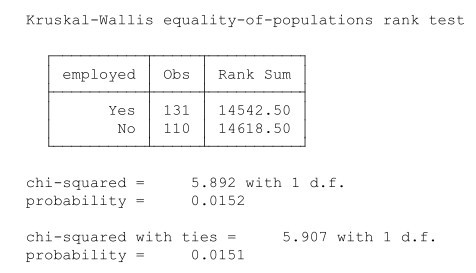 Kruskal-Wallis equality-of-populations rank test
employed Obs Rank Sum
Yes 131 14542.50
No 110 14618.50
chi-squared = 5.892 with 1 d.f.
probability = 0.0152
chi-squared with ties = 5.907 with 1 d.f.
probability = 0.0151